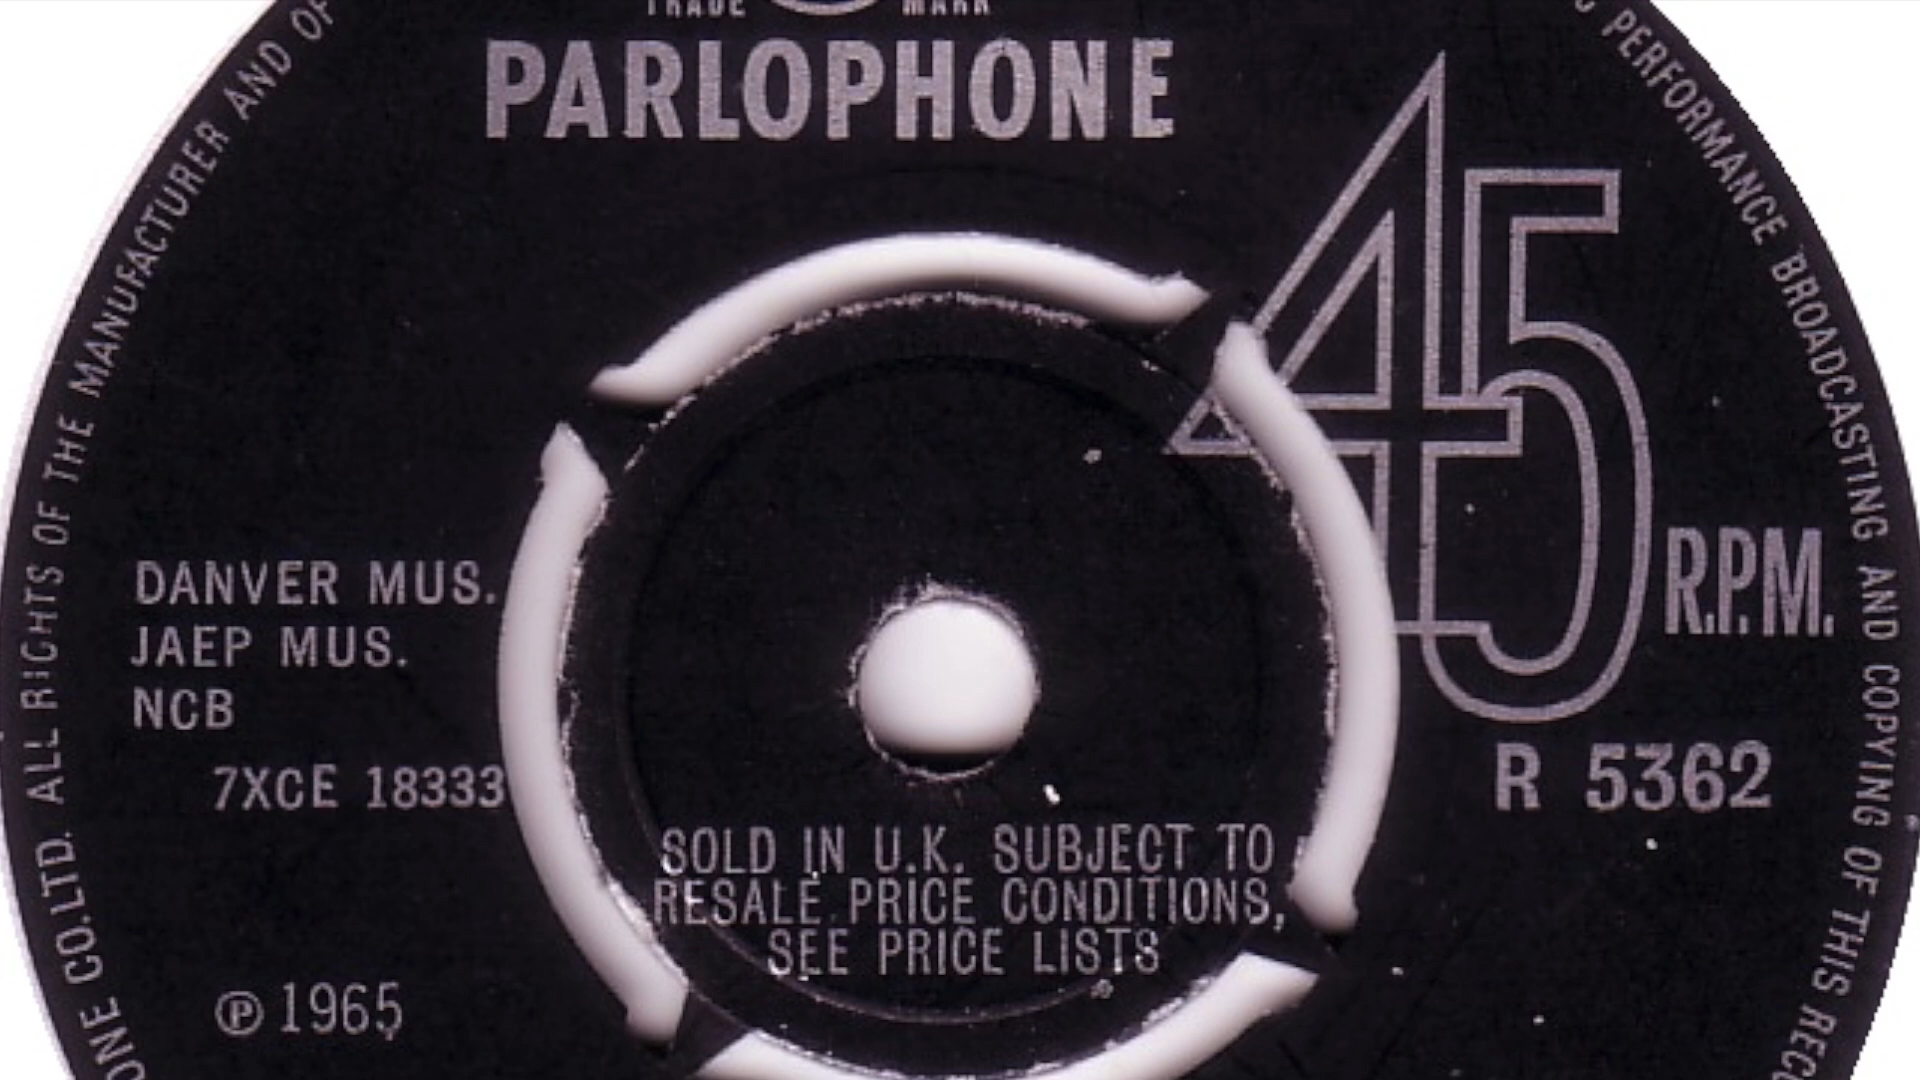 TRADE MARK
PARLOPHONE
45
R.P.M.
DANVER MUS.
JAEP MUS.
NCB
7XCE 18333
R 5362
SOLD IN U.K. SUBJECT TO
RESALE PRICE CONDITIONS,
SEE PRICE LISTS
℗ 1965
ONE CO.LTD. ALL RIGHTS OF THE MANUFACTURER AND OF
PERFORMANCE BROADCASTING AND COPYING OF THIS REC